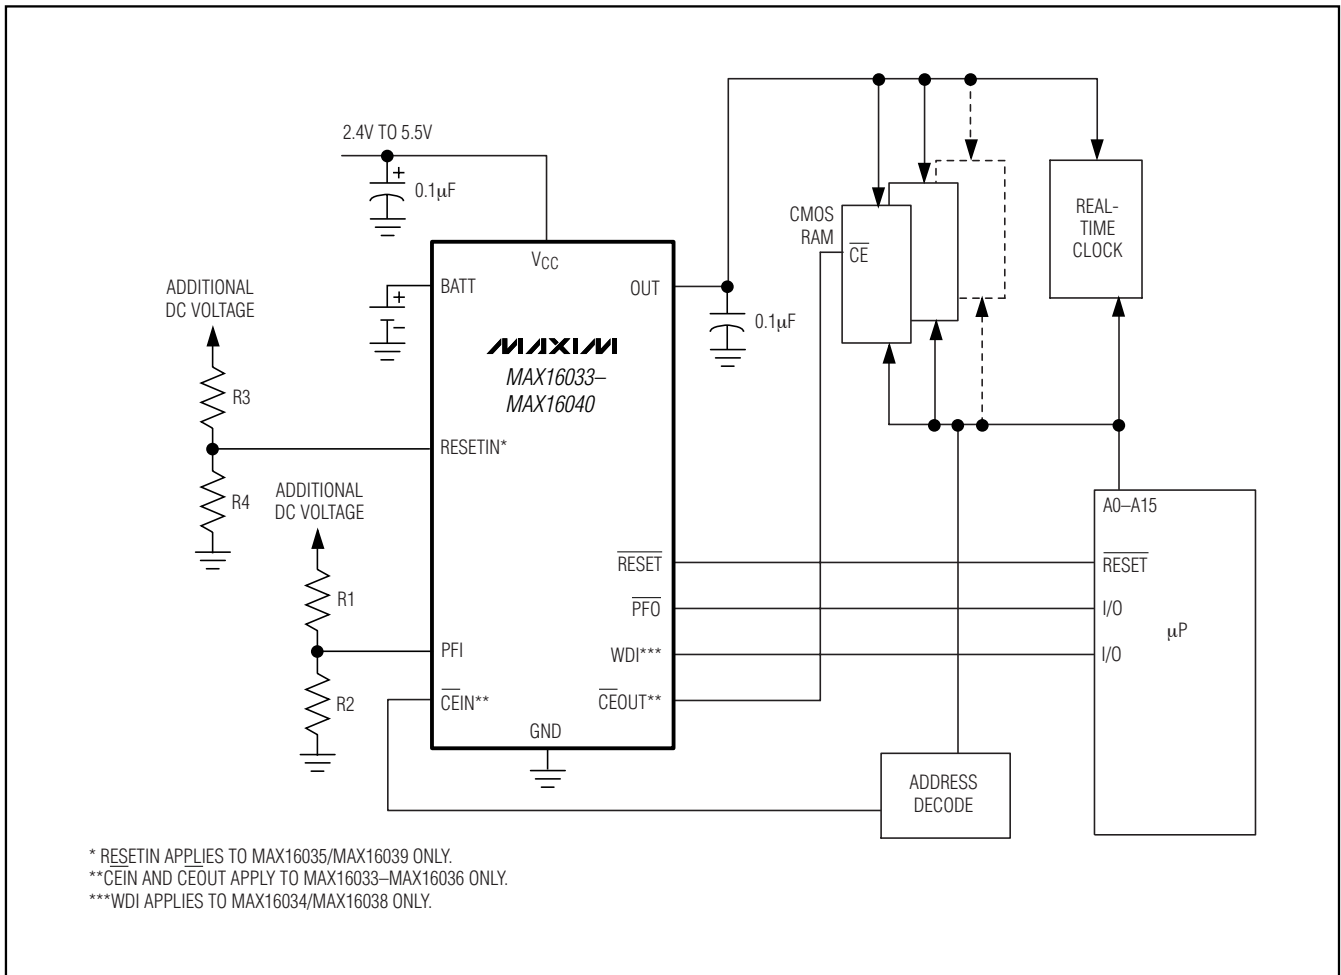 2.4V TO 5.5V
+
0.1μF
CMOS
RAM
CE
REAL-
TIME
CLOCK
ADDITIONAL
DC VOLTAGE
R3
R4
VCC
BATT
+
−
OUT
0.1μF
MAXIM
MAX16033–
MAX16040
RESETIN*
ADDITIONAL
DC VOLTAGE
R1
R2
PFI
CEIN**
GND
RESET
PFO
WDI***
CEOUT**
A0–A15
RESET
I/O
μP
I/O
ADDRESS
DECODE
* RESETIN APPLIES TO MAX16035/MAX16039 ONLY.
**CEIN AND CEOUT APPLY TO MAX16033–MAX16036 ONLY.
***WDI APPLIES TO MAX16034/MAX16038 ONLY.